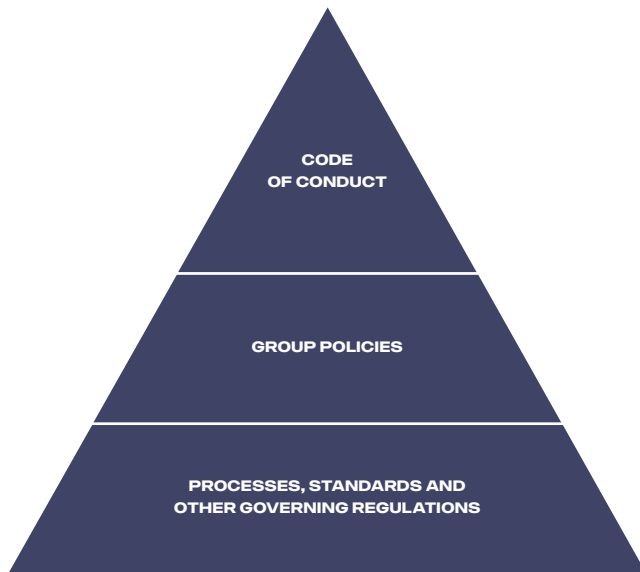 CODE
OF CONDUCT
GROUP POLICIES
PROCESSES, STANDARDS AND
OTHER GOVERNING REGULATIONS